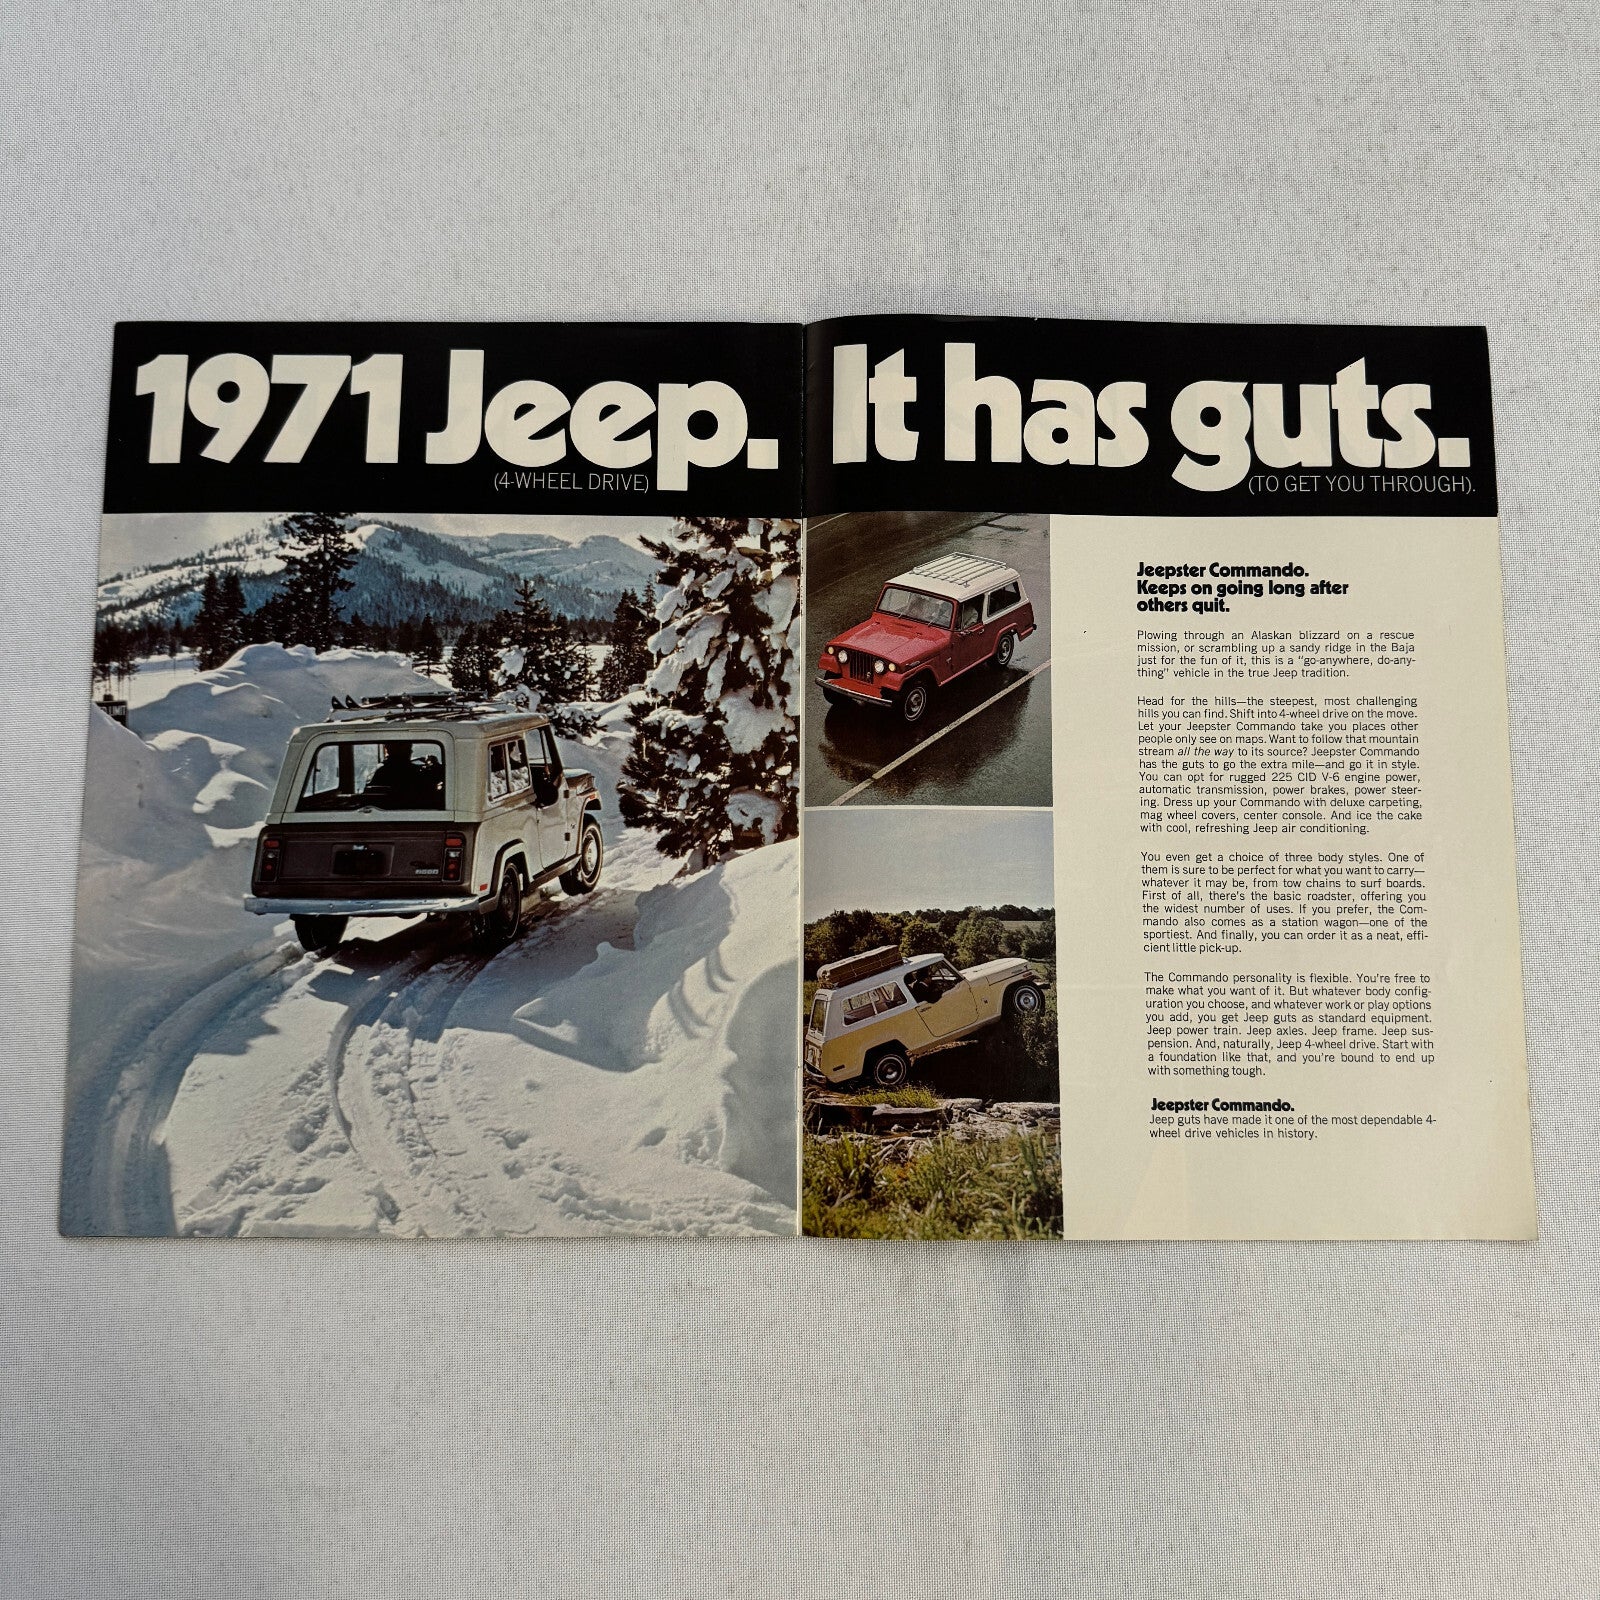 1971 Jeep. It has guts.
(4-WHEEL DRIVE) (TO GET YOU THROUGH).
Jeepster Commando.
Keeps on going long after
others quit.
Plowing through an Alaskan blizzard on a rescue
mission, or scrambling up a sandy ridge in the Baja
just for the fun of it, this is a "go-anywhere, do-any-
thing" vehicle in the true Jeep tradition.
Head for the hills—the steepest, most challenging
hills you can find. Shift into 4-wheel drive on the move.
Let your Jeepster Commando take you places other
people only see on maps. Want to follow that mountain
stream all the way to its source? Jeepster Commando
has the guts to go the extra mile—and go it in style.
You can opt for rugged 225 CID V-6 engine power,
automatic transmission, power brakes, power steer-
ing. Dress up your Commando with deluxe carpeting,
mag wheel covers, center console. And ice the cake
with cool, refreshing Jeep air conditioning.
You even get a choice of three body styles. One of
them is sure to be perfect for what you want to carry—
whatever it may be, from tow chains to surf boards.
First of all, there's the basic roadster, offering you
the widest number of uses. If you prefer, the Com-
mando also comes as a station wagon—one of the
sportiest. And finally, you can order it as a neat, effi-
cient little pick-up.
The Commando personality is flexible. You're free to
make what you want of it. But whatever body config-
uration you choose, and whatever work or play options
you add, you get Jeep guts as standard equipment.
Jeep power train. Jeep axles. Jeep frame. Jeep sus-
pension. And, naturally, Jeep 4-wheel drive. Start with
a foundation like that, and you're bound to end up
with something tough.
Jeepster Commando.
Jeep guts have made it one of the most dependable 4-
wheel drive vehicles in history.